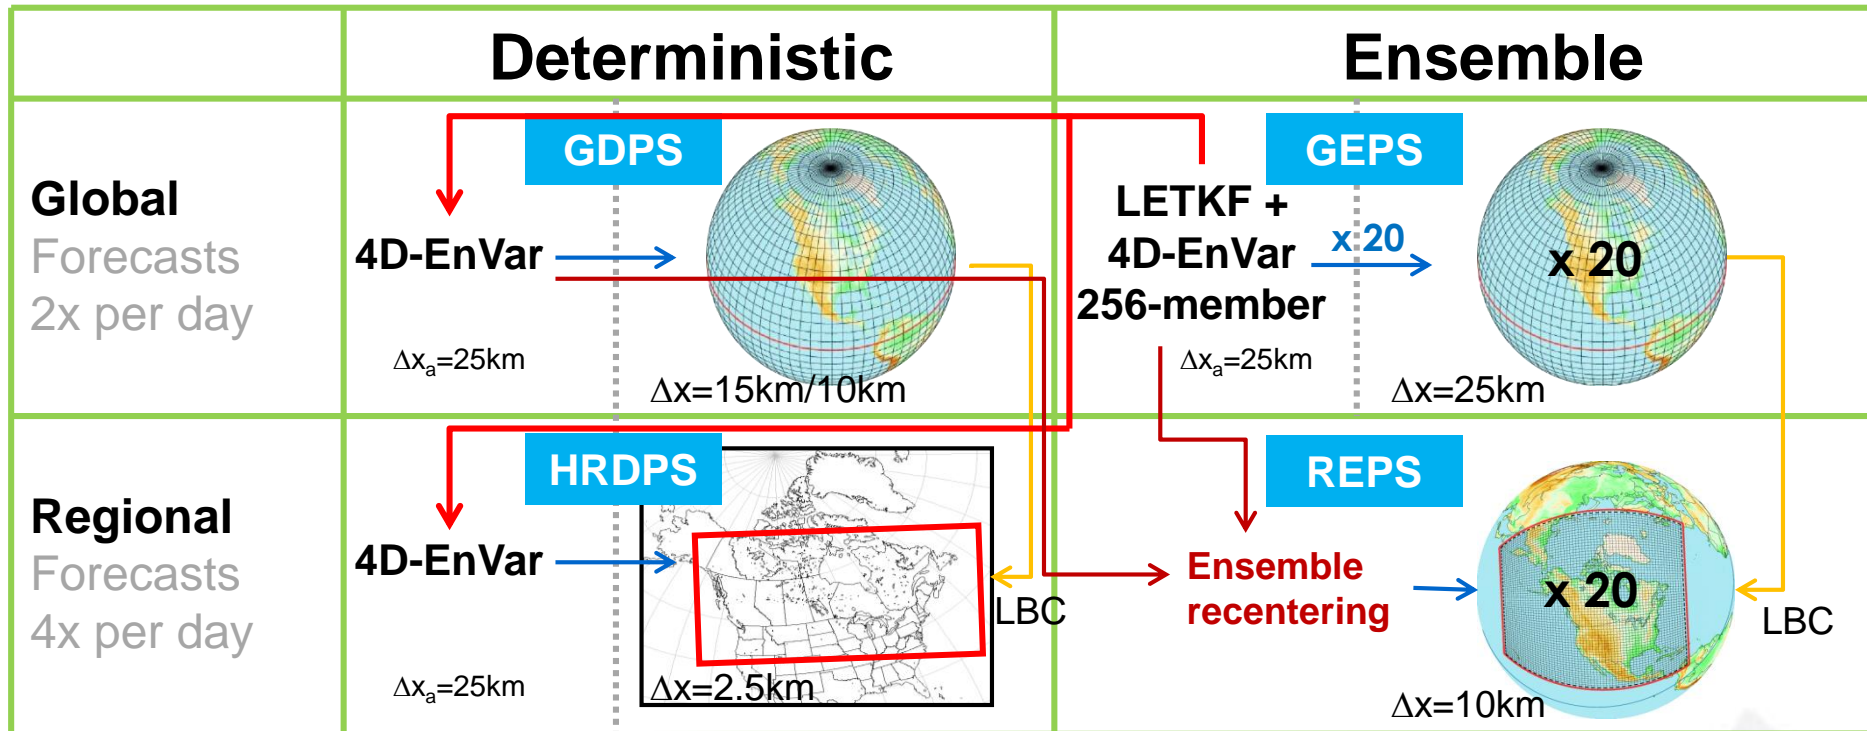 Deterministic
Ensemble
Global
Forecasts
2x per day
GDPS
4D-EnVar
Δxₐ=25km
Δx=15km/10km
GEPS
LETKF +
4D-EnVar
256-member
x 20
x 20
Δxₐ=25km
Δx=25km
Regional
Forecasts
4x per day
HRDPS
4D-EnVar
Δxₐ=25km
Δx=2.5km
LBC
REPS
Ensemble
recentering
x 20
LBC
Δx=10km